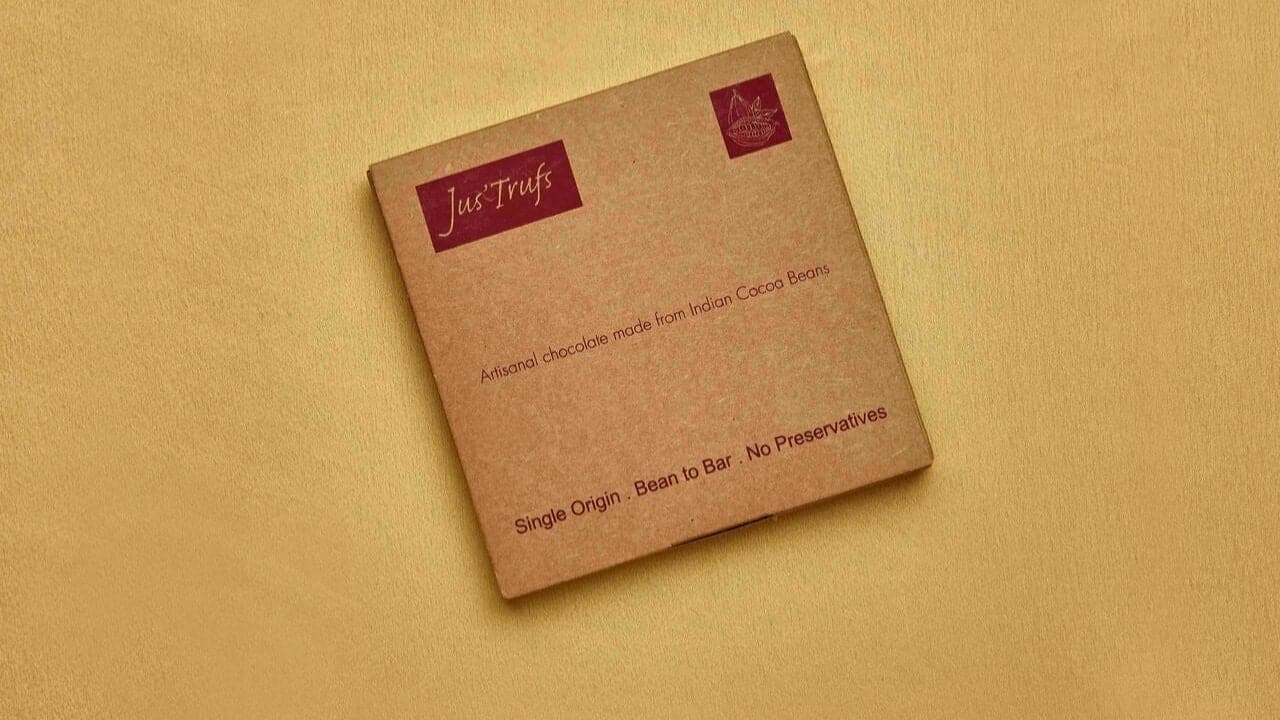 Jus'Trufs
Artisanal chocolate made from Indian Cocoa Beans
Single Origin . Bean to Bar . No Preservatives